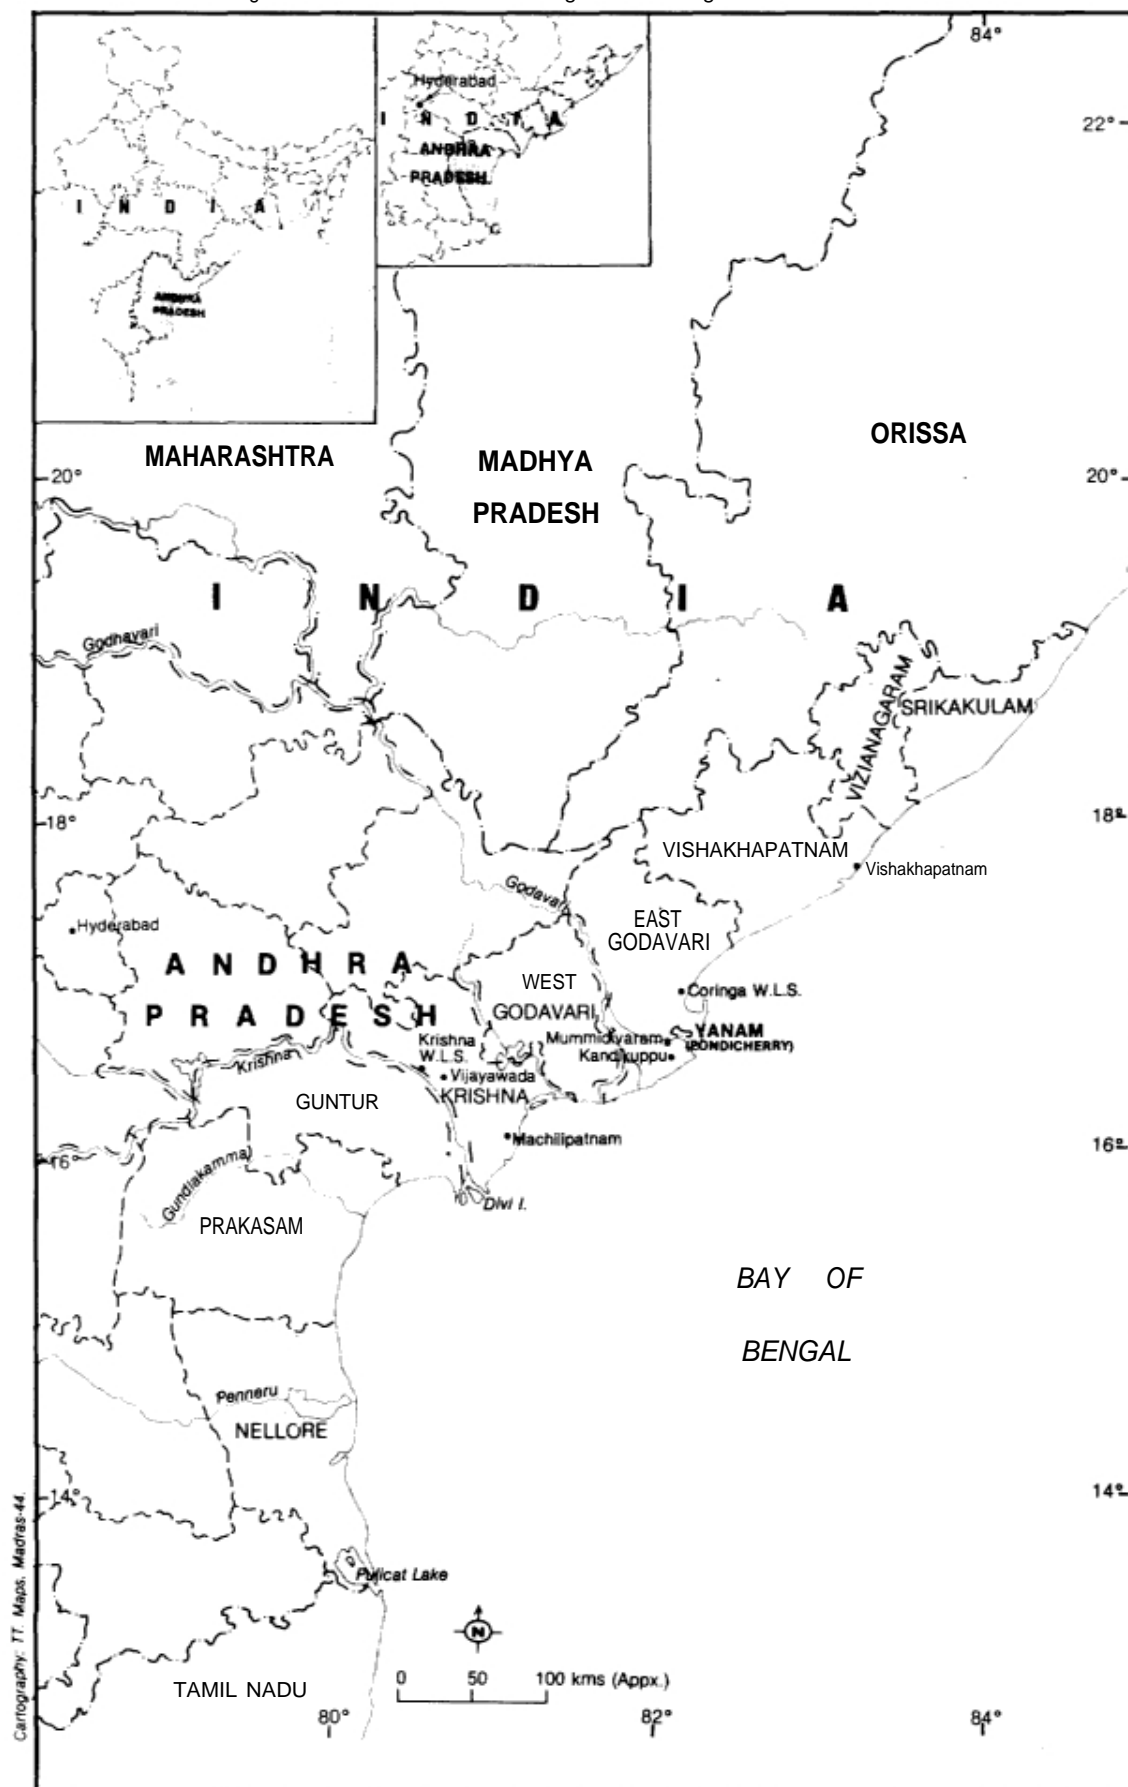 84°
Hyderabad
I N D I A
22°
ANDHRA
PRADESH
I N D I A
ANDHRA
PRADESH
ORISSA
MAHARASHTRA
MADHYA
PRADESH
20°
20°
I N D I A
Godhavari
VIZIANAGARAM
SRIKAKULAM
18°
18°
VISHAKHAPATNAM
Vishakhapatnam
Godavari
EAST
GODAVARI
Hyderabad
ANDHRA
WEST
Coringa W.L.S.
PRADESH
GODAVARI
YANAM
(PONDICHERRY)
Mummidivaram
Kandikuppu
Krishna
Krishna
W.L.S.
Vijayawada
KRISHNA
GUNTUR
Machilipatnam
16°
16°
Gundlakamma
Divi I.
PRAKASAM
BAY OF
BENGAL
Penneru
NELLORE
14°
14°
Pulicat Lake
N
0 50 100 kms (Appx.)
TAMIL NADU
80°
82°
84°
Cartography: TT. Maps, Madras-44.